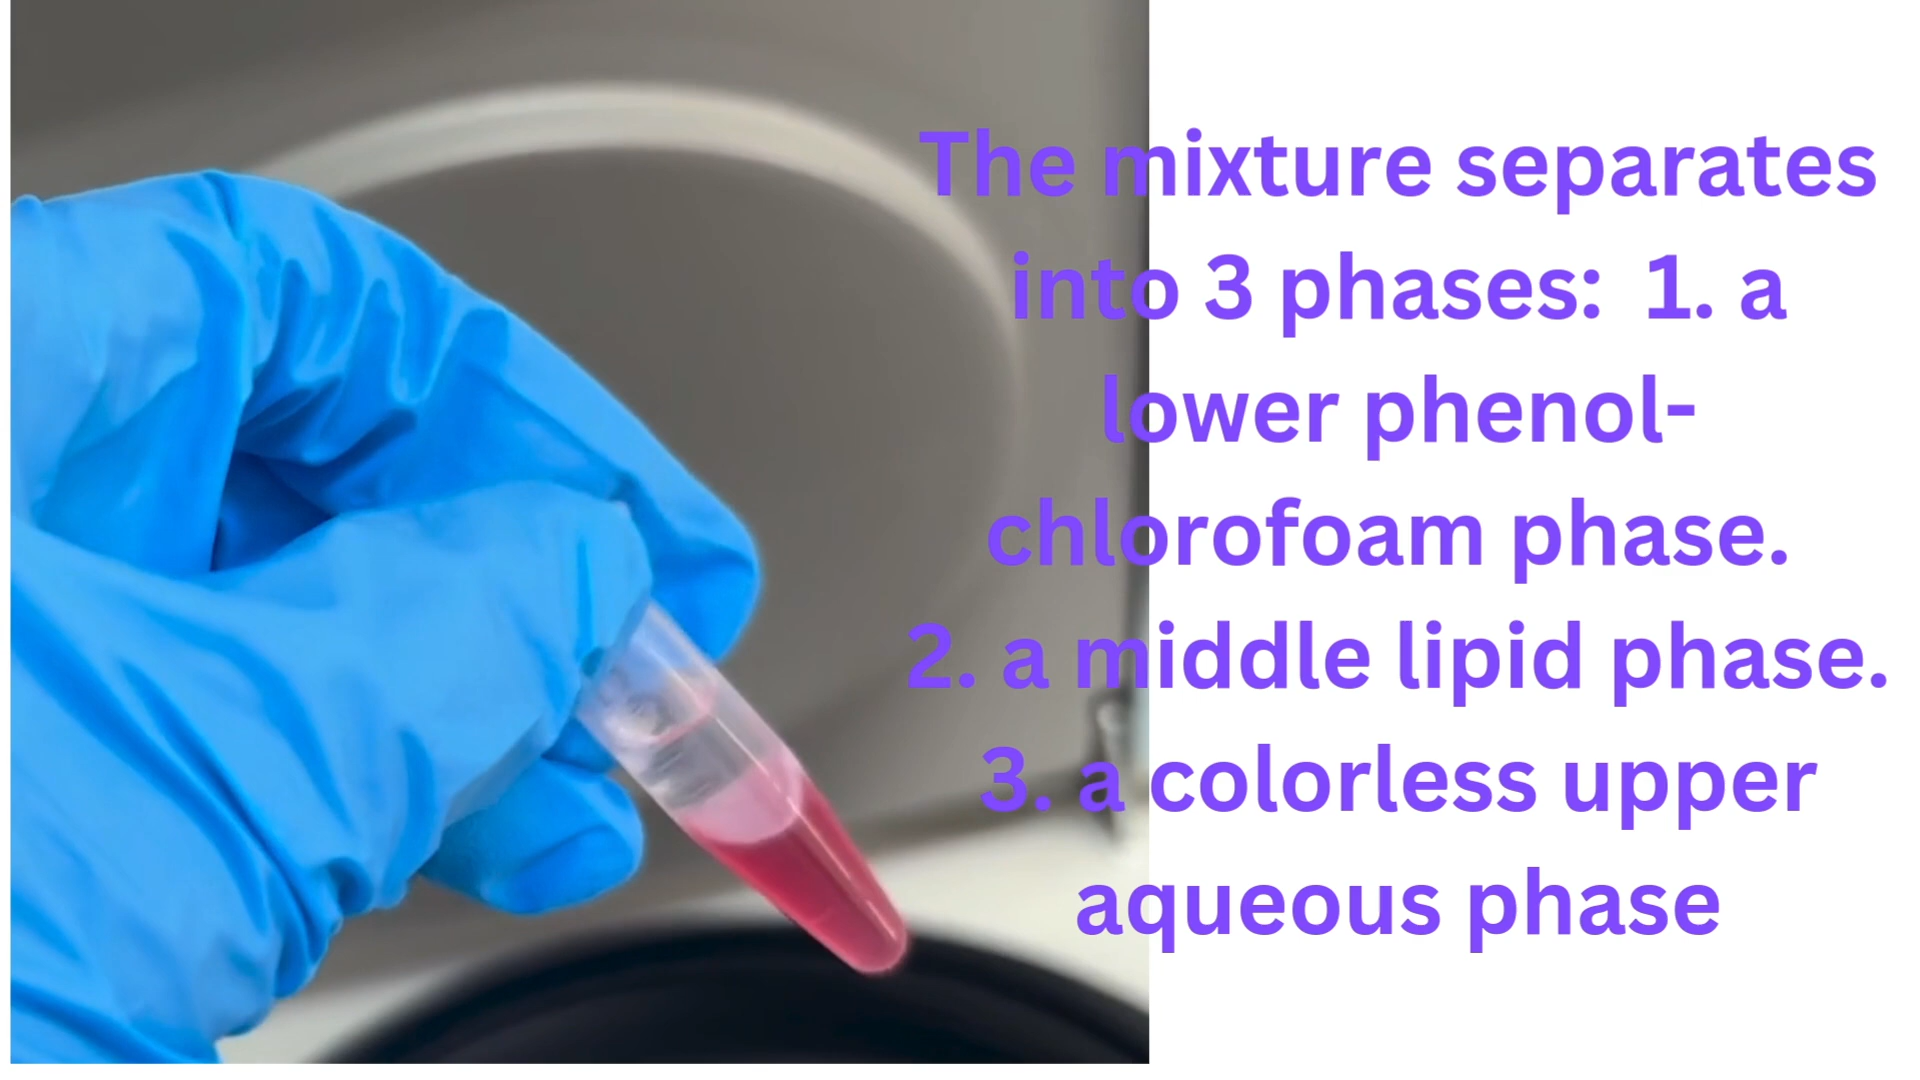 The mixture separates
into 3 phases:  1. a
lower phenol-
chlorofoam phase.
2. a middle lipid phase.
3. a colorless upper
aqueous phase